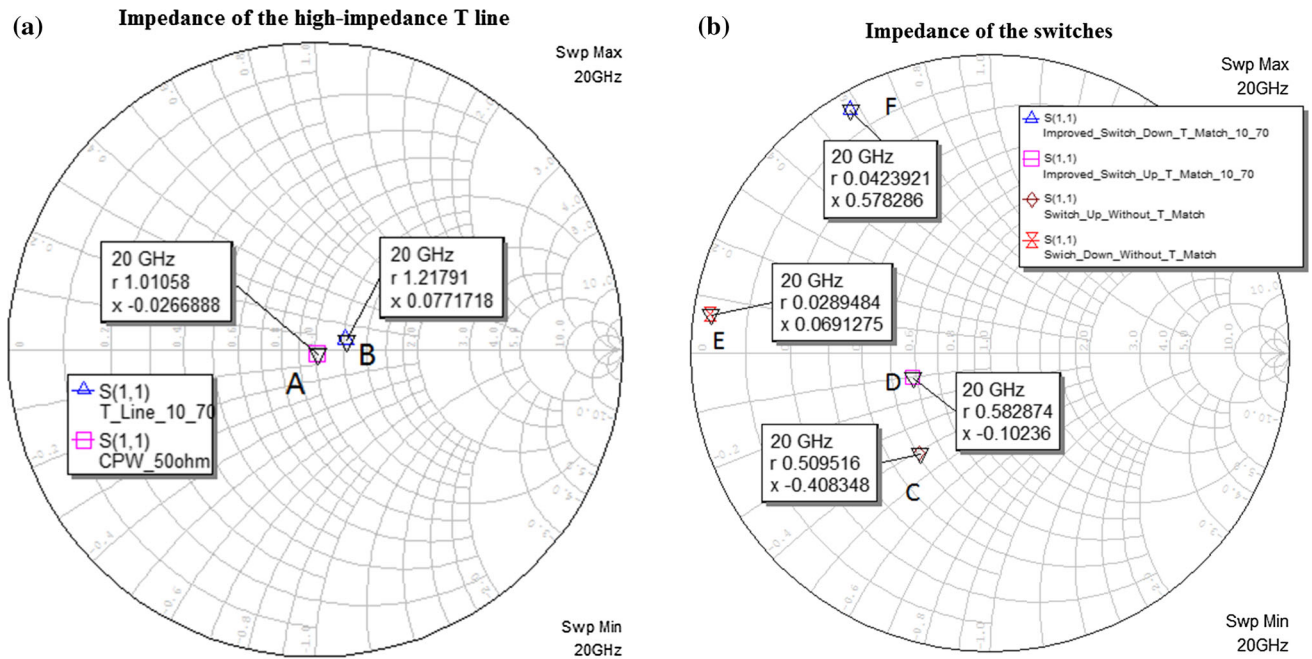 (a)
Impedance of the high-impedance T line
Swp Max
20GHz
20 GHz
r 1.01058
x -0.0266888
20 GHz
r 1.21791
x 0.0771718
A
B
S(1,1)
T_Line_10_70
S(1,1)
CPW_50ohm
Swp Min
20GHz
(b)
Impedance of the switches
Swp Max
20GHz
F
20 GHz
r 0.0423921
x 0.578286
S(1,1)
Improved_Switch_Down_T_Match_10_70
S(1,1)
Improved_Switch_Up_T_Match_10_70
S(1,1)
Switch_Up_Without_T_Match
S(1,1)
Swich_Down_Without_T_Match
20 GHz
r 0.0289484
x 0.0691275
E
D
20 GHz
r 0.582874
x -0.10236
20 GHz
r 0.509516
x -0.408348
C
Swp Min
20GHz